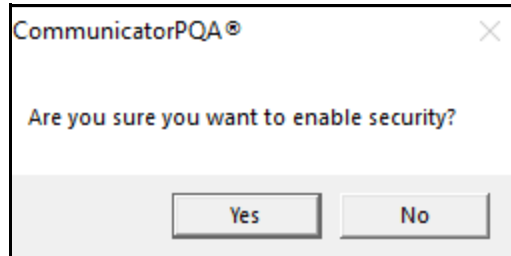 CommunicatorPQA®
Are you sure you want to enable security?
Yes No